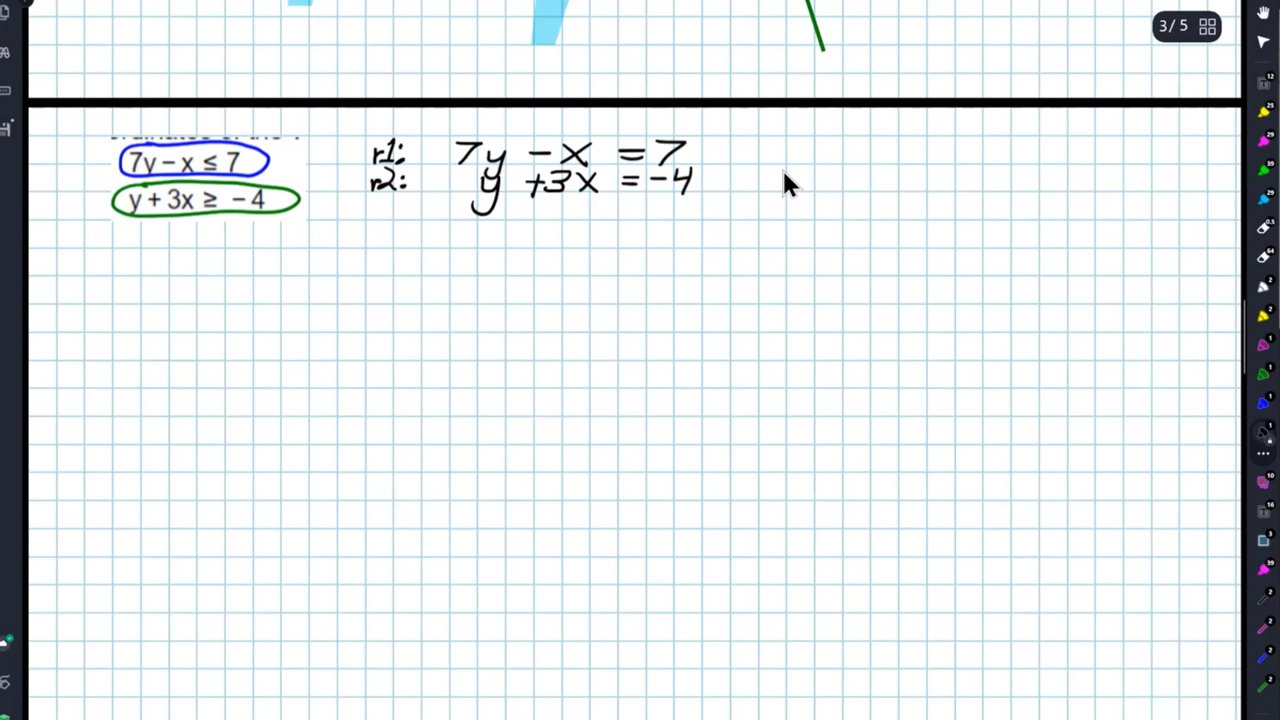 3 / 5
7y − x ≤ 7
y + 3x ≥ − 4
r1: 7y − x = 7
r2: y +3x = −4